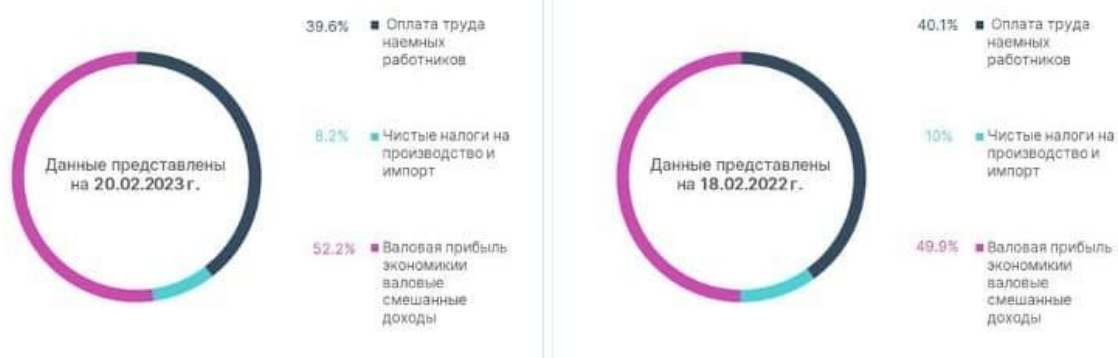 39.6% Оплата труда
наемных
работников
Данные представлены
на 20.02.2023 г.
8.2% Чистые налоги на
производство и
импорт
52.2% Валовая прибыль
экономикии
валовые
смешанные
доходы
40.1% Оплата труда
наемных
работников
Данные представлены
на 18.02.2022 г.
10% Чистые налоги на
производство и
импорт
49.9% Валовая прибыль
экономикии
валовые
смешанные
доходы